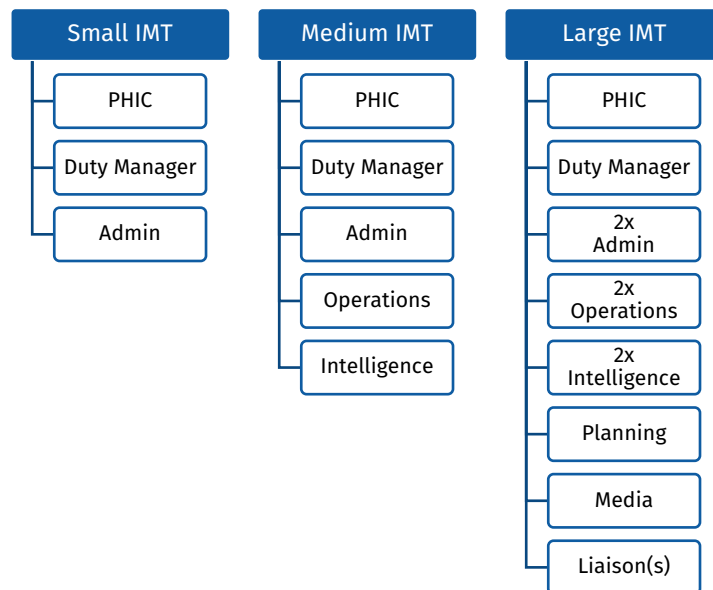 Small IMT
PHIC
Duty Manager
Admin
Medium IMT
PHIC
Duty Manager
Admin
Operations
Intelligence
Large IMT
PHIC
Duty Manager
2x
Admin
2x
Operations
2x
Intelligence
Planning
Media
Liaison(s)